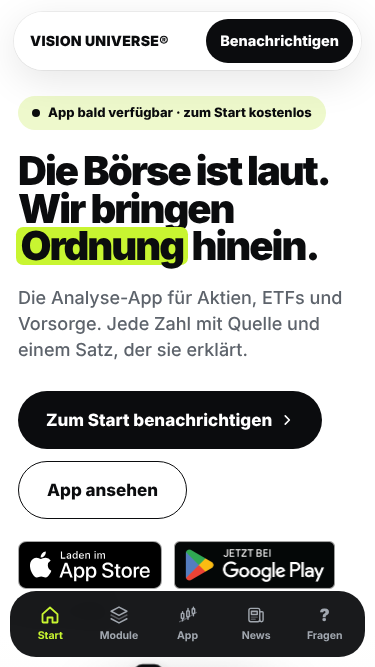 VISION UNIVERSE®
Benachrichtigen
App bald verfügbar · zum Start kostenlos
Die Börse ist laut.
Wir bringen
Ordnung hinein.
Die Analyse-App für Aktien, ETFs und
Vorsorge. Jede Zahl mit Quelle und
einem Satz, der sie erklärt.
Zum Start benachrichtigen
App ansehen
Laden im
App Store
JETZT BEI
Google Play
Start
Module
App
News
Fragen